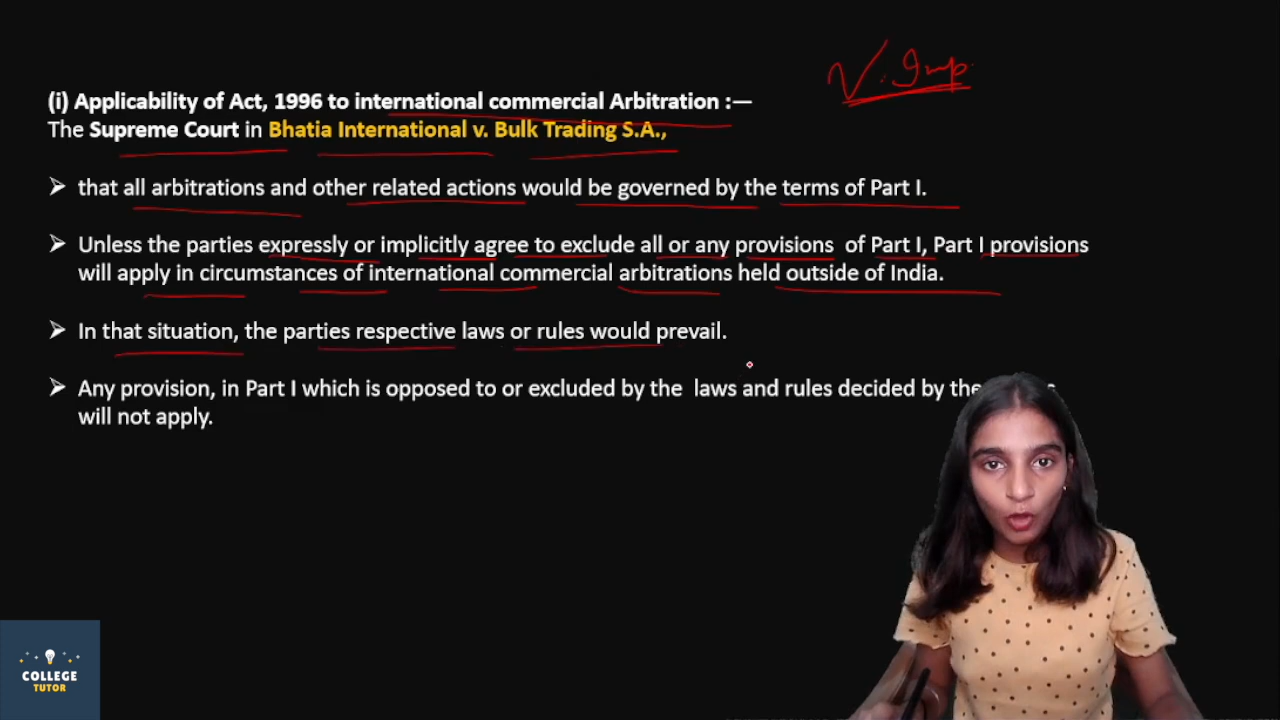 V. Imp.
(i) Applicability of Act, 1996 to international commercial Arbitration :—
The Supreme Court in Bhatia International v. Bulk Trading S.A.,
➢ that all arbitrations and other related actions would be governed by the terms of Part I.
➢ Unless the parties expressly or implicitly agree to exclude all or any provisions of Part I, Part I provisions
will apply in circumstances of international commercial arbitrations held outside of India.
➢ In that situation, the parties respective laws or rules would prevail.
➢ Any provision, in Part I which is opposed to or excluded by the laws and rules decided by the
will not apply.
COLLEGE
TUTOR